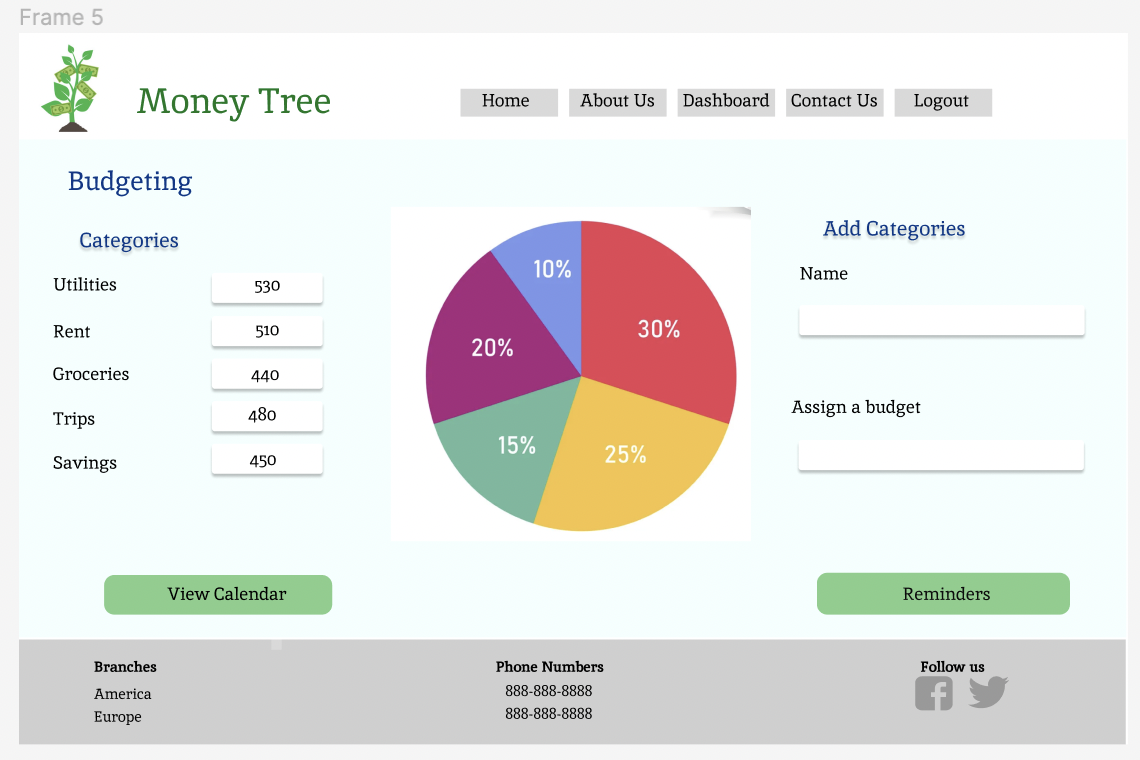 Frame 5
Money Tree
Home
About Us
Dashboard
Contact Us
Logout
Budgeting
Categories
Utilities 530
Rent 510
Groceries 440
Trips 480
Savings 450
10%
30%
20%
15%
25%
Add Categories
Name
Assign a budget
View Calendar
Reminders
Branches
America
Europe
Phone Numbers
888-888-8888
888-888-8888
Follow us